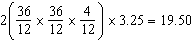 2(36/12 × 36/12 × 4/12) × 3.25 = 19.50